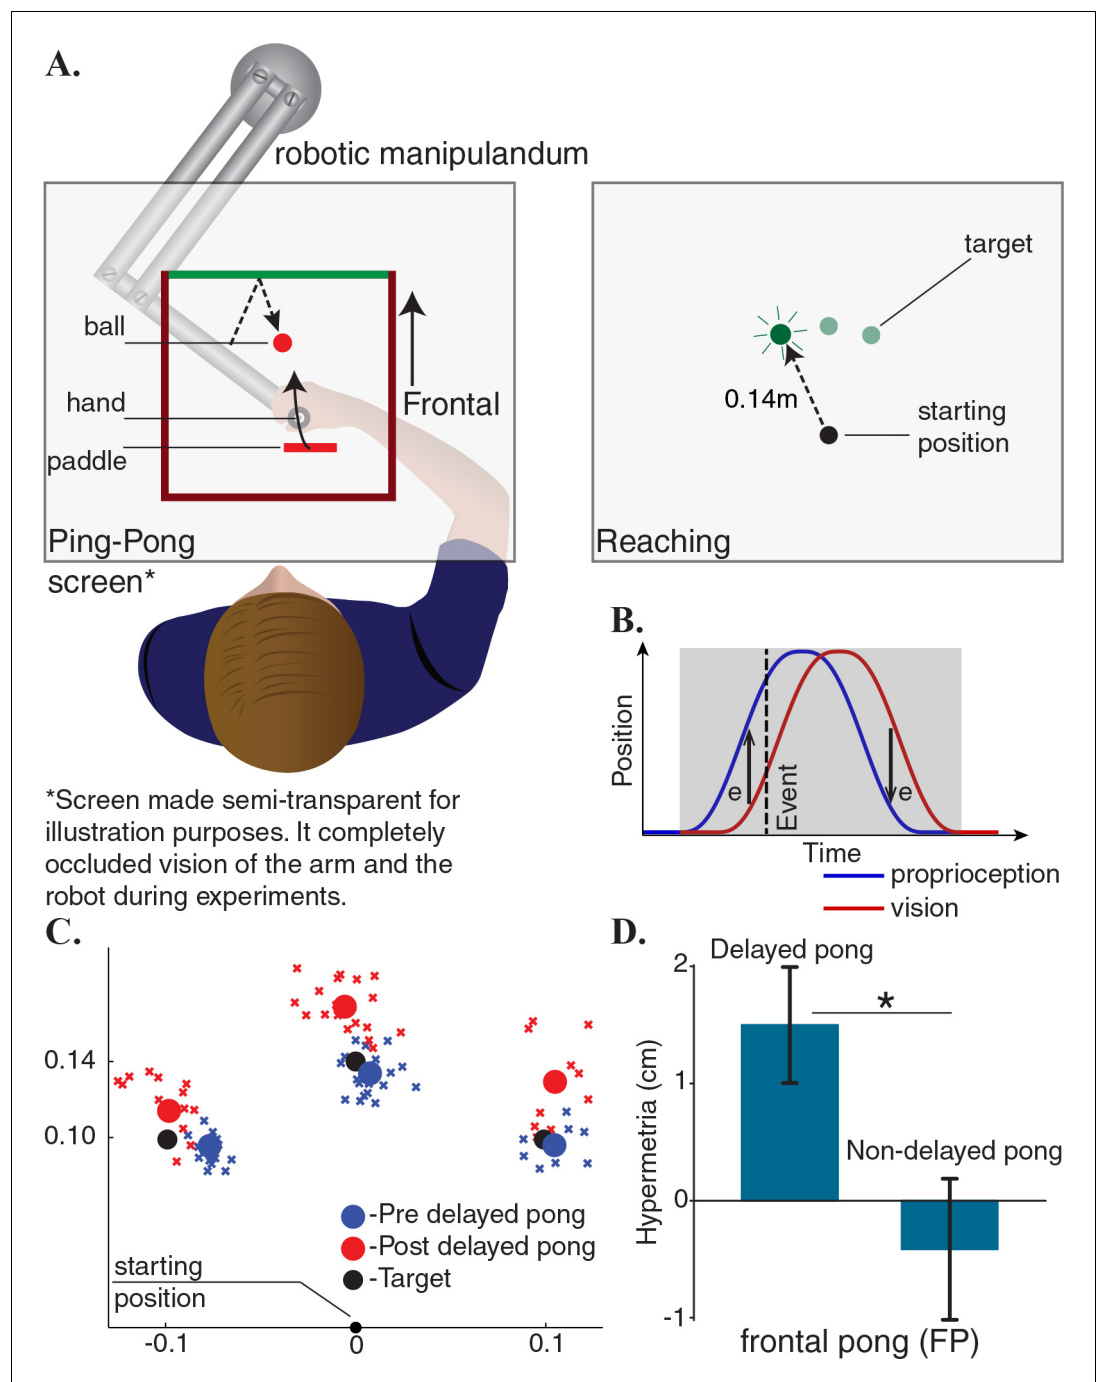 A.
robotic manipulandum
ball
hand
paddle
Frontal
Ping-Pong
screen*
target
0.14m
starting
position
Reaching
*Screen made semi-transparent for
illustration purposes. It completely
occluded vision of the arm and the
robot during experiments.
B.
Position
e
Event
e
Time
proprioception
vision
C.
0.14
0.10
-Pre delayed pong
-Post delayed pong
-Target
starting
position
-0.1
0
0.1
D.
Delayed pong
2
*
1
Non-delayed pong
0
Hypermetria (cm)
-1
frontal pong (FP)